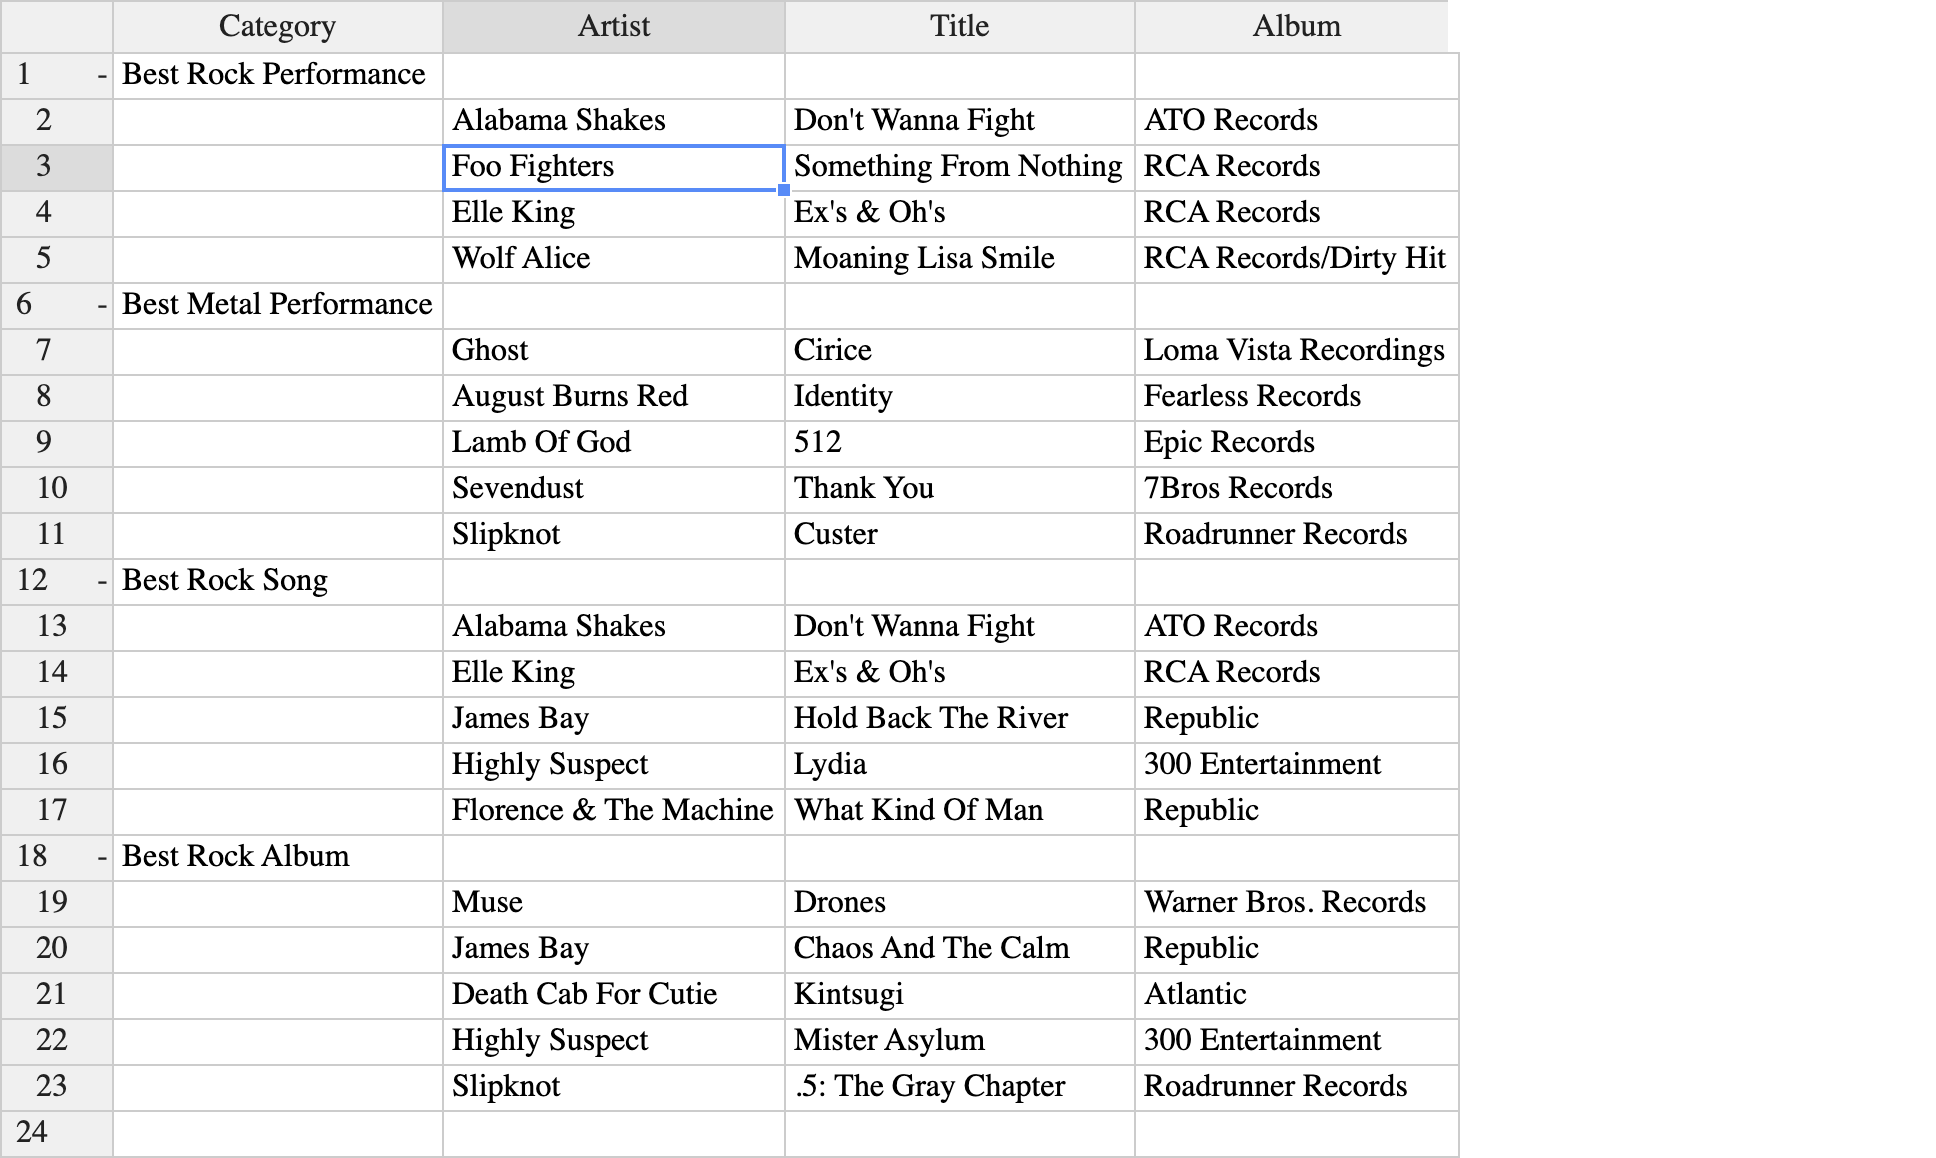 Category Artist Title Album
1 - Best Rock Performance
2 Alabama Shakes Don't Wanna Fight ATO Records
3 Foo Fighters Something From Nothing RCA Records
4 Elle King Ex's & Oh's RCA Records
5 Wolf Alice Moaning Lisa Smile RCA Records/Dirty Hit
6 - Best Metal Performance
7 Ghost Cirice Loma Vista Recordings
8 August Burns Red Identity Fearless Records
9 Lamb Of God 512 Epic Records
10 Sevendust Thank You 7Bros Records
11 Slipknot Custer Roadrunner Records
12 - Best Rock Song
13 Alabama Shakes Don't Wanna Fight ATO Records
14 Elle King Ex's & Oh's RCA Records
15 James Bay Hold Back The River Republic
16 Highly Suspect Lydia 300 Entertainment
17 Florence & The Machine What Kind Of Man Republic
18 - Best Rock Album
19 Muse Drones Warner Bros. Records
20 James Bay Chaos And The Calm Republic
21 Death Cab For Cutie Kintsugi Atlantic
22 Highly Suspect Mister Asylum 300 Entertainment
23 Slipknot .5: The Gray Chapter Roadrunner Records
24